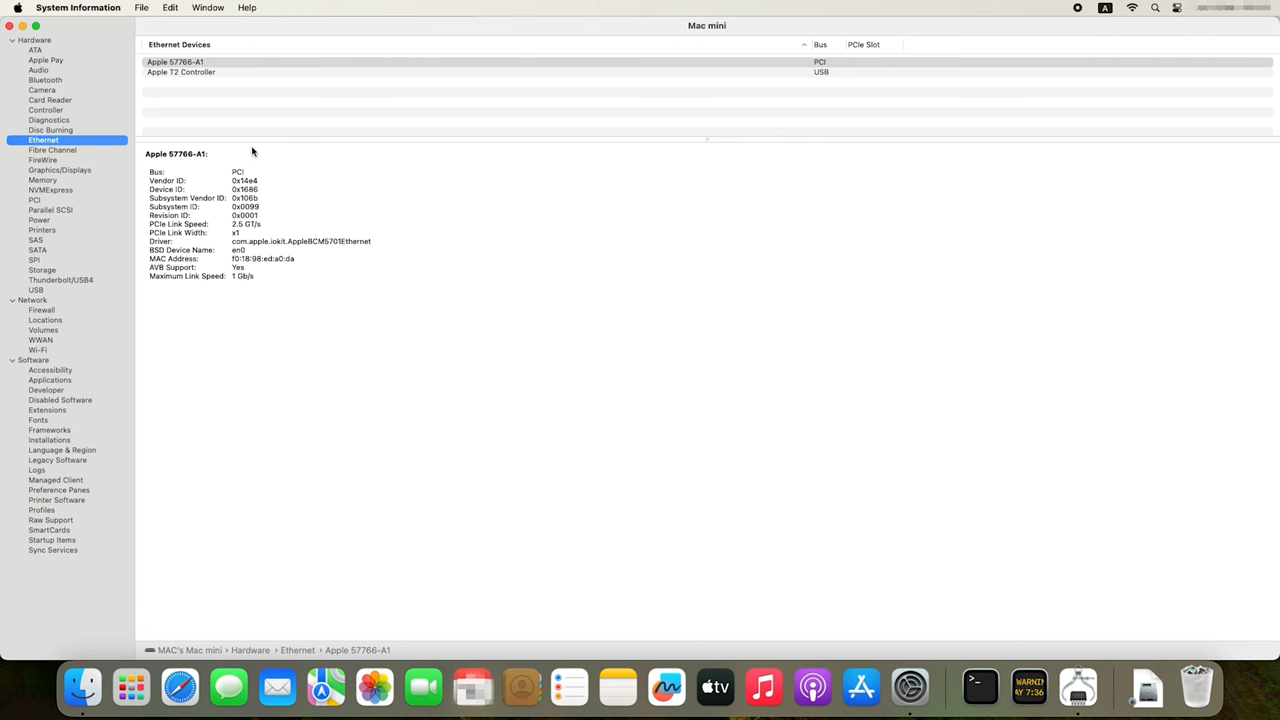 System Information File Edit Window Help
A
Mac mini
Hardware
ATA
Apple Pay
Audio
Bluetooth
Camera
Card Reader
Controller
Diagnostics
Disc Burning
Ethernet
Fibre Channel
FireWire
Graphics/Displays
Memory
NVMExpress
PCI
Parallel SCSI
Power
Printers
SAS
SATA
SPI
Storage
Thunderbolt/USB4
USB
Network
Firewall
Locations
Volumes
WWAN
Wi-Fi
Software
Accessibility
Applications
Developer
Disabled Software
Extensions
Fonts
Frameworks
Installations
Language & Region
Legacy Software
Logs
Managed Client
Preference Panes
Printer Software
Profiles
Raw Support
SmartCards
Startup Items
Sync Services
Ethernet Devices Bus PCIe Slot
Apple 57766-A1 PCI
Apple T2 Controller USB
Apple 57766-A1:
Bus: PCI
Vendor ID: 0x14e4
Device ID: 0x1686
Subsystem Vendor ID: 0x106b
Subsystem ID: 0x0099
Revision ID: 0x0001
PCIe Link Speed: 2.5 GT/s
PCIe Link Width: x1
Driver: com.apple.iokit.AppleBCM5701Ethernet
BSD Device Name: en0
MAC Address: f0:18:98:ed:a0:da
AVB Support: Yes
Maximum Link Speed: 1 Gb/s
MAC's Mac mini › Hardware › Ethernet › Apple 57766-A1
tv
>_
WARNIN
AY 7:36